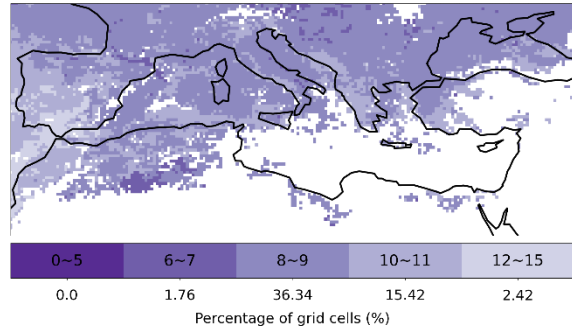 0~5 6~7 8~9 10~11 12~15
0.0 1.76 36.34 15.42 2.42
Percentage of grid cells (%)